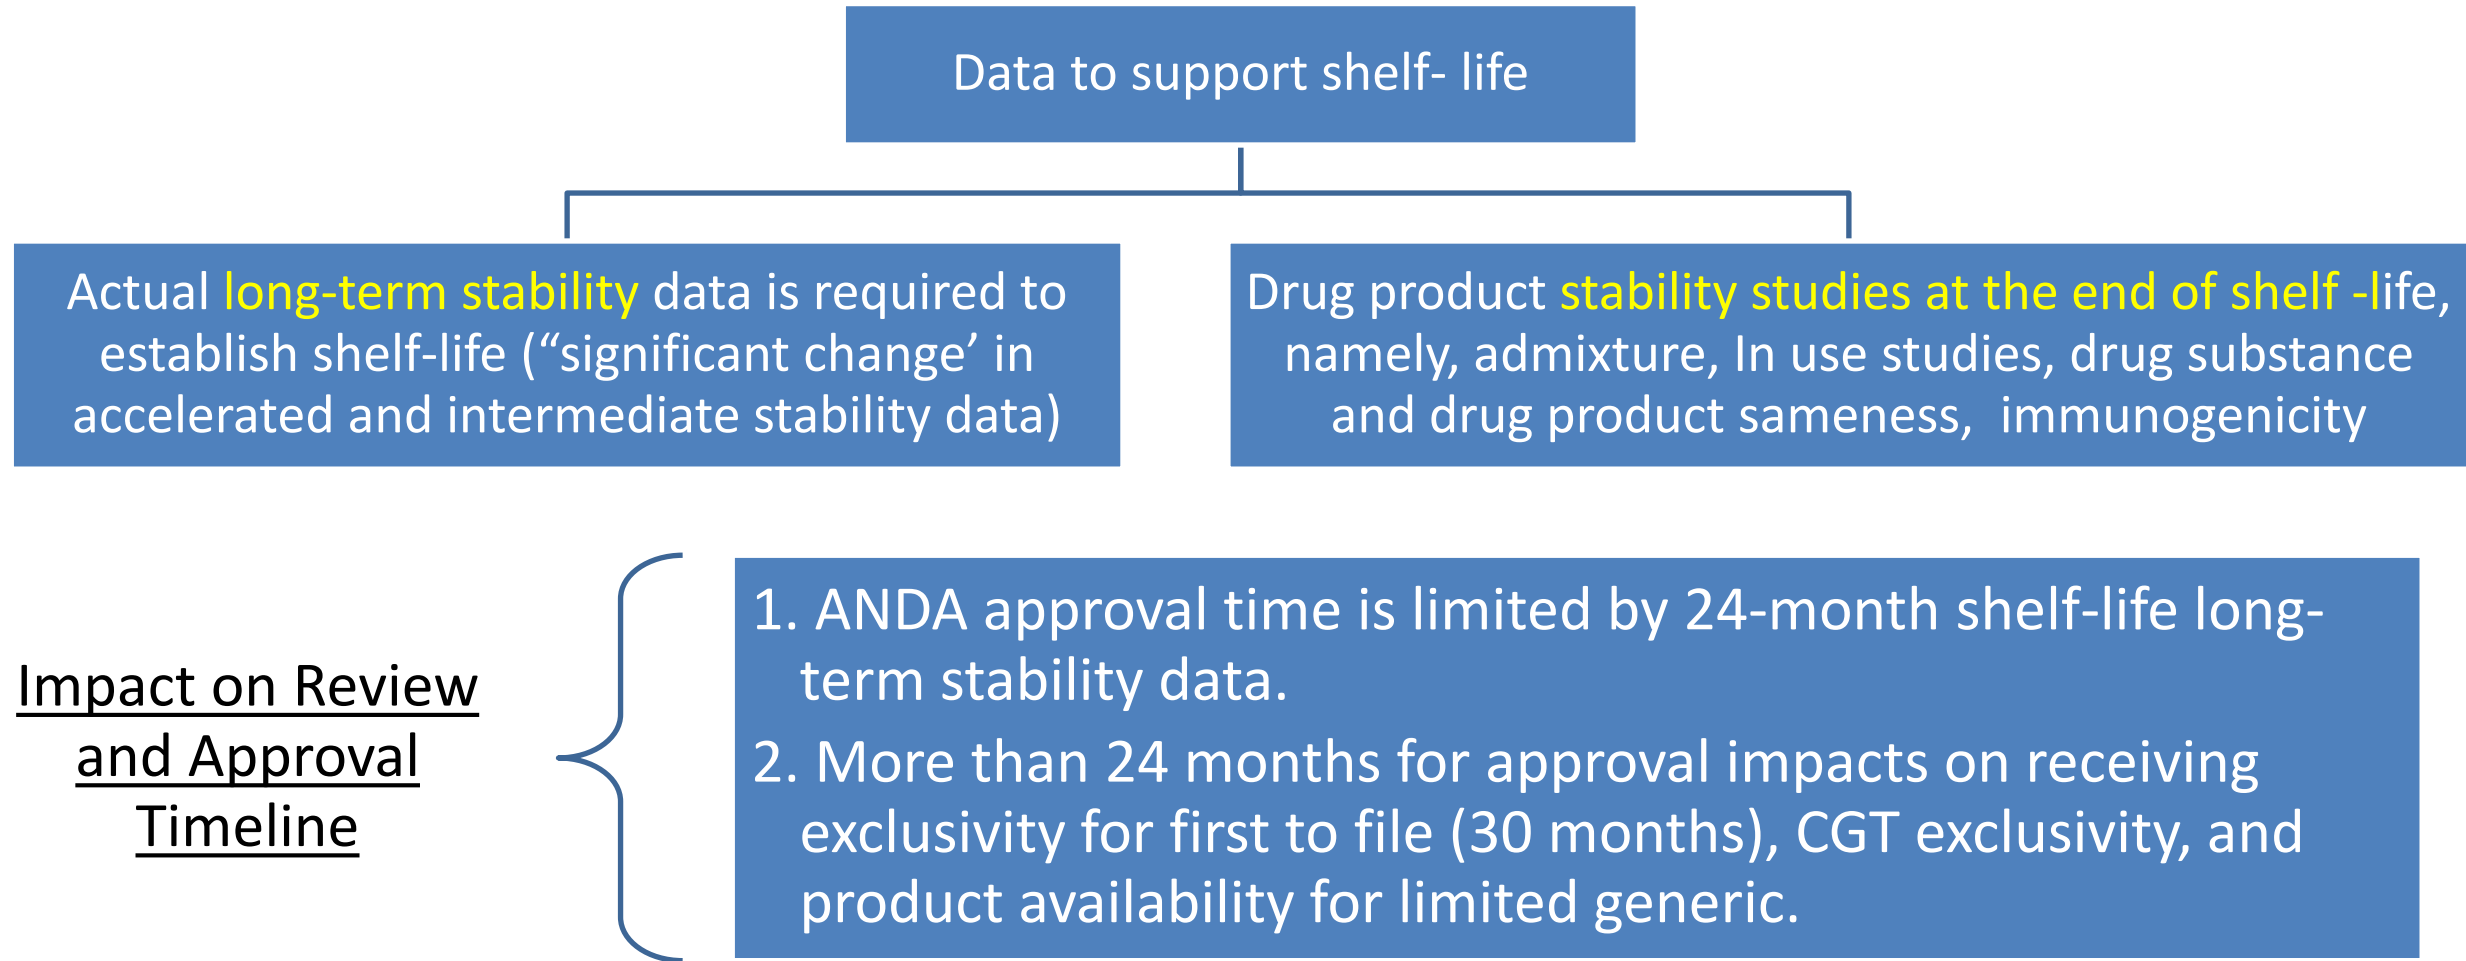 Data to support shelf- life
Actual long-term stability data is required to
establish shelf-life (“significant change’ in
accelerated and intermediate stability data)
Drug product stability studies at the end of shelf -life,
namely, admixture, In use studies, drug substance
and drug product sameness,  immunogenicity
Impact on Review
and Approval
Timeline
1. ANDA approval time is limited by 24-month shelf-life long-
term stability data.
2. More than 24 months for approval impacts on receiving
exclusivity for first to file (30 months), CGT exclusivity, and
product availability for limited generic.